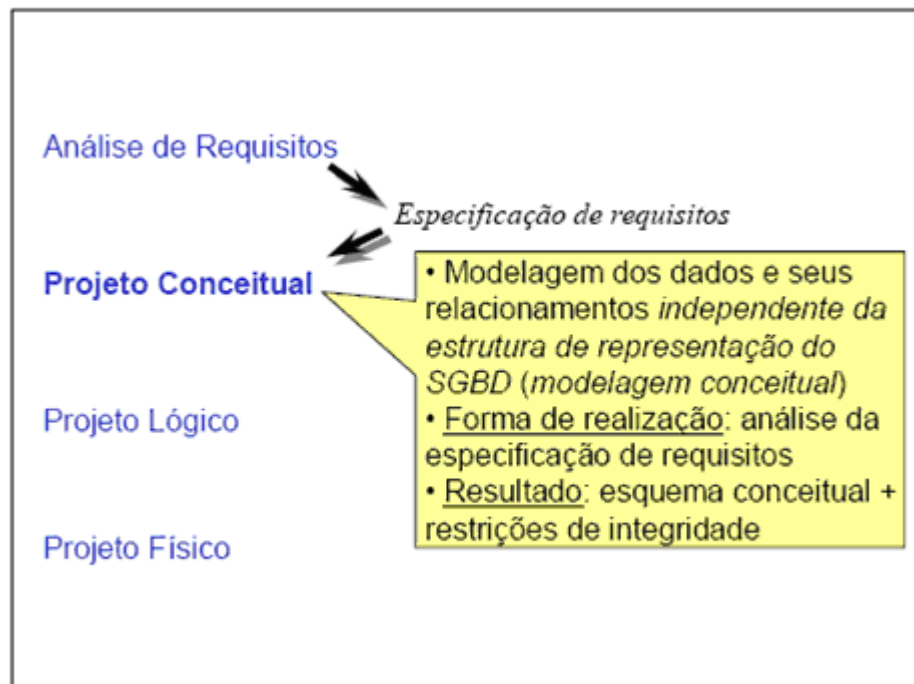 Análise de Requisitos
Especificação de requisitos
Projeto Conceitual
• Modelagem dos dados e seus
relacionamentos independente da
estrutura de representação do
SGBD (modelagem conceitual)
• Forma de realização: análise da
especificação de requisitos
• Resultado: esquema conceitual +
restrições de integridade
Projeto Lógico
Projeto Físico